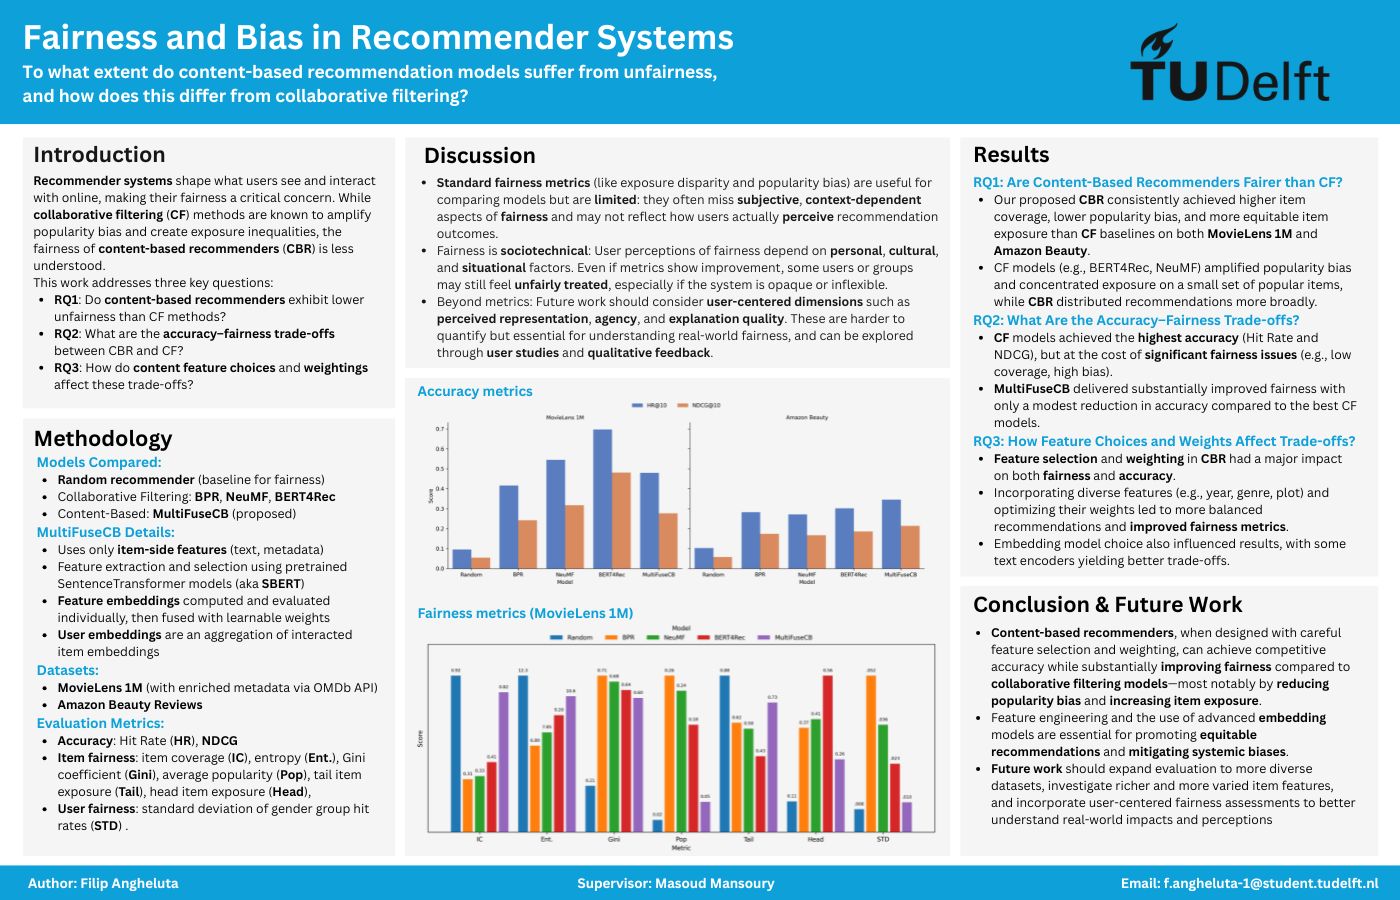 Fairness and Bias in Recommender Systems
To what extent do content-based recommendation models suffer from unfairness,
and how does this differ from collaborative filtering?
TUDelft
Introduction
Recommender systems shape what users see and interact
with online, making their fairness a critical concern. While
collaborative filtering (CF) methods are known to amplify
popularity bias and create exposure inequalities, the
fairness of content-based recommenders (CBR) is less
understood.
This work addresses three key questions:
• RQ1: Do content-based recommenders exhibit lower
unfairness than CF methods?
• RQ2: What are the accuracy–fairness trade-offs
between CBR and CF?
• RQ3: How do content feature choices and weightings
affect these trade-offs?
Methodology
Models Compared:
• Random recommender (baseline for fairness)
• Collaborative Filtering: BPR, NeuMF, BERT4Rec
• Content-Based: MultiFuseCB (proposed)
MultiFuseCB Details:
• Uses only item-side features (text, metadata)
• Feature extraction and selection using pretrained
SentenceTransformer models (aka SBERT)
• Feature embeddings computed and evaluated
individually, then fused with learnable weights
• User embeddings are an aggregation of interacted
item embeddings
Datasets:
• MovieLens 1M (with enriched metadata via OMDb API)
• Amazon Beauty Reviews
Evaluation Metrics:
• Accuracy: Hit Rate (HR), NDCG
• Item fairness: item coverage (IC), entropy (Ent.), Gini
coefficient (Gini), average popularity (Pop), tail item
exposure (Tail), head item exposure (Head),
• User fairness: standard deviation of gender group hit
rates (STD) .
Discussion
• Standard fairness metrics (like exposure disparity and popularity bias) are useful for
comparing models but are limited: they often miss subjective, context-dependent
aspects of fairness and may not reflect how users actually perceive recommendation
outcomes.
• Fairness is sociotechnical: User perceptions of fairness depend on personal, cultural,
and situational factors. Even if metrics show improvement, some users or groups
may still feel unfairly treated, especially if the system is opaque or inflexible.
• Beyond metrics: Future work should consider user-centered dimensions such as
perceived representation, agency, and explanation quality. These are harder to
quantify but essential for understanding real-world fairness, and can be explored
through user studies and qualitative feedback.
Accuracy metrics
HR@10 NDCG@10
MovieLens 1M Amazon Beauty
Score
0.7
0.6
0.5
0.4
0.3
0.2
0.1
0.0
Random BPR NeuMF BERT4Rec MultiFuseCB Random BPR NeuMF BERT4Rec MultiFuseCB
Model Model
Fairness metrics (MovieLens 1M)
Model
Random BPR NeuMF BERT4Rec MultiFuseCB
Score
IC Ent. Gini Pop Tail Head STD
Metric
Results
RQ1: Are Content-Based Recommenders Fairer than CF?
• Our proposed CBR consistently achieved higher item
coverage, lower popularity bias, and more equitable item
exposure than CF baselines on both MovieLens 1M and
Amazon Beauty.
• CF models (e.g., BERT4Rec, NeuMF) amplified popularity bias
and concentrated exposure on a small set of popular items,
while CBR distributed recommendations more broadly.
RQ2: What Are the Accuracy–Fairness Trade-offs?
• CF models achieved the highest accuracy (Hit Rate and
NDCG), but at the cost of significant fairness issues (e.g., low
coverage, high bias).
• MultiFuseCB delivered substantially improved fairness with
only a modest reduction in accuracy compared to the best CF
models.
RQ3: How Feature Choices and Weights Affect Trade-offs?
• Feature selection and weighting in CBR had a major impact
on both fairness and accuracy.
• Incorporating diverse features (e.g., year, genre, plot) and
optimizing their weights led to more balanced
recommendations and improved fairness metrics.
• Embedding model choice also influenced results, with some
text encoders yielding better trade-offs.
Conclusion & Future Work
• Content-based recommenders, when designed with careful
feature selection and weighting, can achieve competitive
accuracy while substantially improving fairness compared to
collaborative filtering models—most notably by reducing
popularity bias and increasing item exposure.
• Feature engineering and the use of advanced embedding
models are essential for promoting equitable
recommendations and mitigating systemic biases.
• Future work should expand evaluation to more diverse
datasets, investigate richer and more varied item features,
and incorporate user-centered fairness assessments to better
understand real-world impacts and perceptions
Author: Filip Angheluta
Supervisor: Masoud Mansoury
Email: f.angheluta-1@student.tudelft.nl